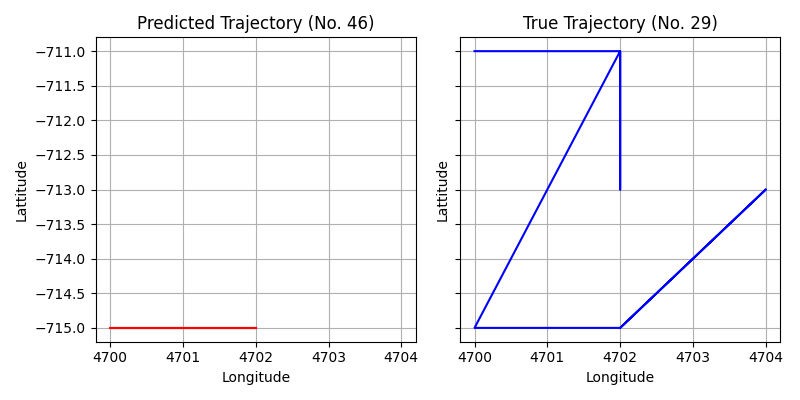 Predicted Trajectory (No. 46)
True Trajectory (No. 29)
−711.0
−711.5
−712.0
−712.5
−713.0
−713.5
−714.0
−714.5
−715.0
Lattitude
Lattitude
4700 4701 4702 4703 4704
4700 4701 4702 4703 4704
Longitude
Longitude